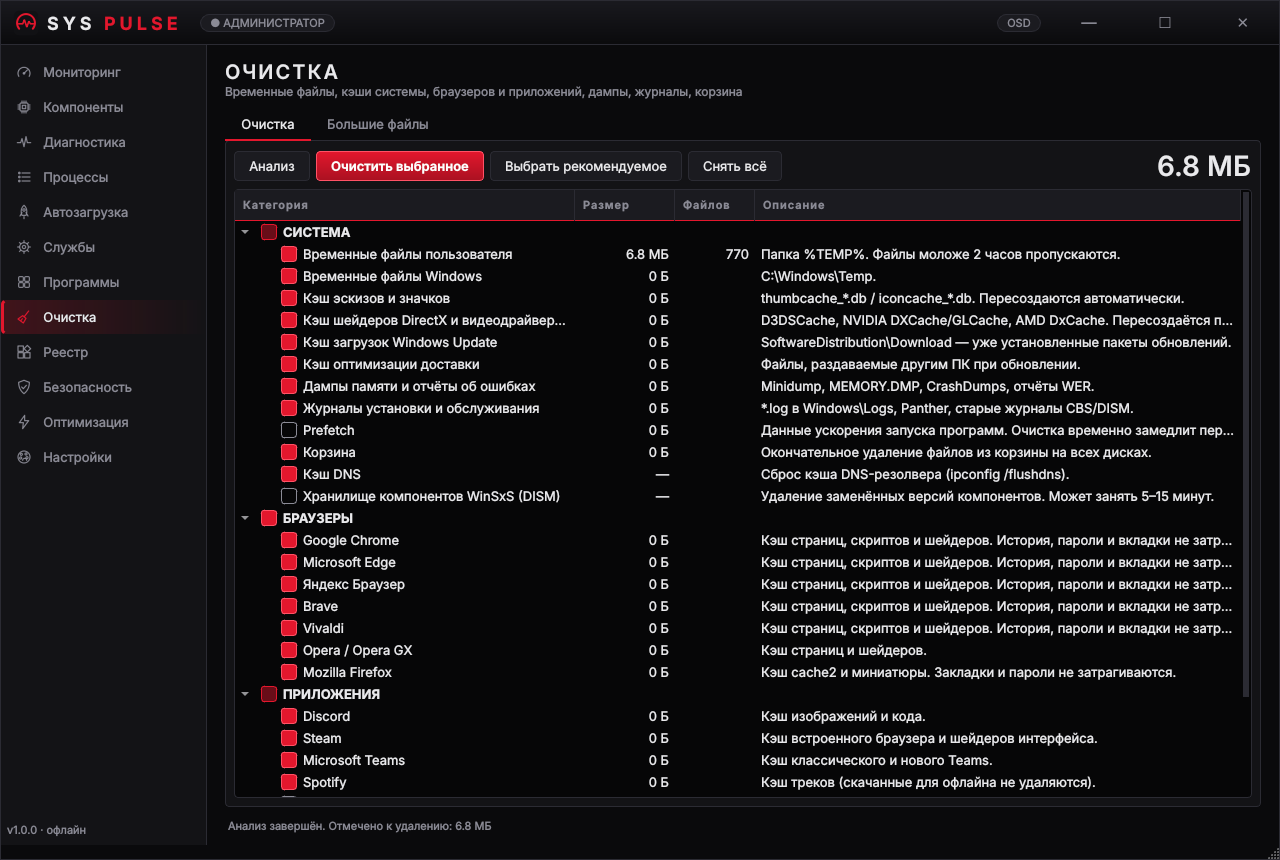 SYS PULSE
АДМИНИСТРАТОР
OSD
Мониторинг
Компоненты
Диагностика
Процессы
Автозагрузка
Службы
Программы
Очистка
Реестр
Безопасность
Оптимизация
Настройки
v1.0.0 · офлайн
ОЧИСТКА
Временные файлы, кэши системы, браузеров и приложений, дампы, журналы, корзина
Очистка Большие файлы
Анализ Очистить выбранное Выбрать рекомендуемое Снять всё 6.8 МБ
Категория Размер Файлов Описание
СИСТЕМА
Временные файлы пользователя 6.8 МБ 770 Папка %TEMP%. Файлы моложе 2 часов пропускаются.
Временные файлы Windows 0 Б C:\Windows\Temp.
Кэш эскизов и значков 0 Б thumbcache_*.db / iconcache_*.db. Пересоздаются автоматически.
Кэш шейдеров DirectX и видеодрайвер... 0 Б D3DSCache, NVIDIA DXCache/GLCache, AMD DxCache. Пересоздаётся п...
Кэш загрузок Windows Update 0 Б SoftwareDistribution\Download — уже установленные пакеты обновлений.
Кэш оптимизации доставки 0 Б Файлы, раздаваемые другим ПК при обновлении.
Дампы памяти и отчёты об ошибках 0 Б Minidump, MEMORY.DMP, CrashDumps, отчёты WER.
Журналы установки и обслуживания 0 Б *.log в Windows\Logs, Panther, старые журналы CBS/DISM.
Prefetch 0 Б Данные ускорения запуска программ. Очистка временно замедлит пер...
Корзина 0 Б Окончательное удаление файлов из корзины на всех дисках.
Кэш DNS — Сброс кэша DNS-резолвера (ipconfig /flushdns).
Хранилище компонентов WinSxS (DISM) — Удаление заменённых версий компонентов. Может занять 5–15 минут.
БРАУЗЕРЫ
Google Chrome 0 Б Кэш страниц, скриптов и шейдеров. История, пароли и вкладки не затр...
Microsoft Edge 0 Б Кэш страниц, скриптов и шейдеров. История, пароли и вкладки не затр...
Яндекс Браузер 0 Б Кэш страниц, скриптов и шейдеров. История, пароли и вкладки не затр...
Brave 0 Б Кэш страниц, скриптов и шейдеров. История, пароли и вкладки не затр...
Vivaldi 0 Б Кэш страниц, скриптов и шейдеров. История, пароли и вкладки не затр...
Opera / Opera GX 0 Б Кэш страниц и шейдеров.
Mozilla Firefox 0 Б Кэш cache2 и миниатюры. Закладки и пароли не затрагиваются.
ПРИЛОЖЕНИЯ
Discord 0 Б Кэш изображений и кода.
Steam 0 Б Кэш встроенного браузера и шейдеров интерфейса.
Microsoft Teams 0 Б Кэш классического и нового Teams.
Spotify 0 Б Кэш треков (скачанные для офлайна не удаляются).
Анализ завершён. Отмечено к удалению: 6.8 МБ